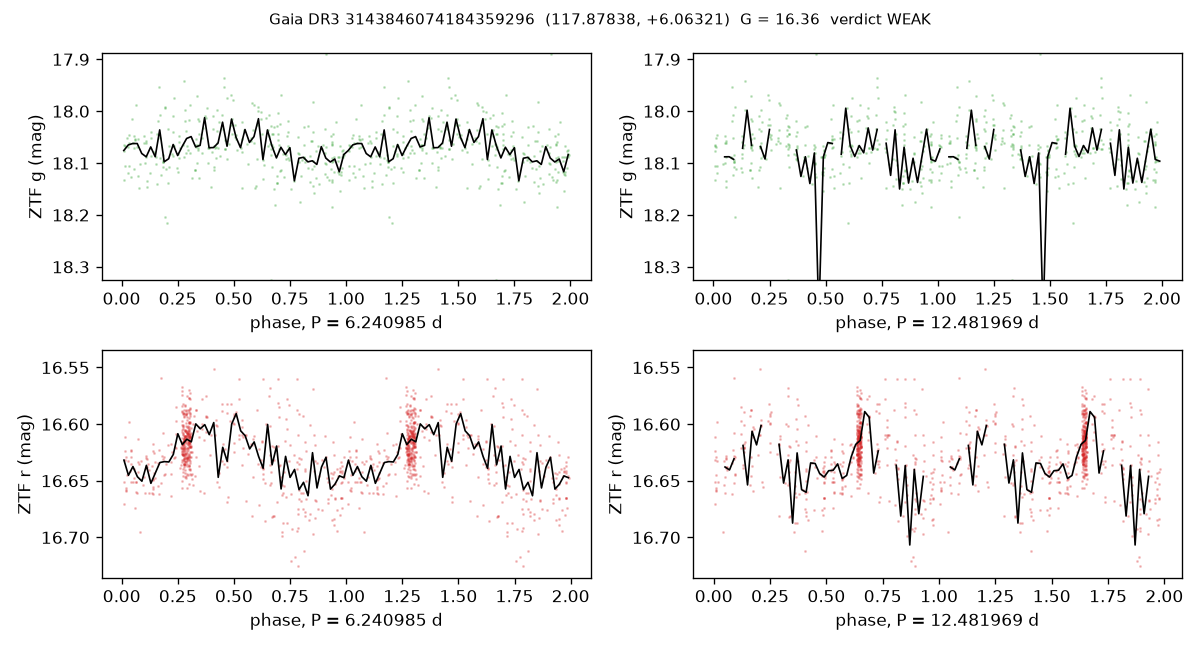 Gaia DR3 3143846074184359296 (117.87838, +6.06321) G = 16.36 verdict WEAK
17.9
18.0
18.1
18.2
18.3
ZTF g (mag)
0.00 0.25 0.50 0.75 1.00 1.25 1.50 1.75 2.00
phase, P = 6.240985 d
17.9
18.0
18.1
18.2
18.3
ZTF g (mag)
0.00 0.25 0.50 0.75 1.00 1.25 1.50 1.75 2.00
phase, P = 12.481969 d
16.55
16.60
16.65
16.70
ZTF r (mag)
0.00 0.25 0.50 0.75 1.00 1.25 1.50 1.75 2.00
phase, P = 6.240985 d
16.55
16.60
16.65
16.70
ZTF r (mag)
0.00 0.25 0.50 0.75 1.00 1.25 1.50 1.75 2.00
phase, P = 12.481969 d